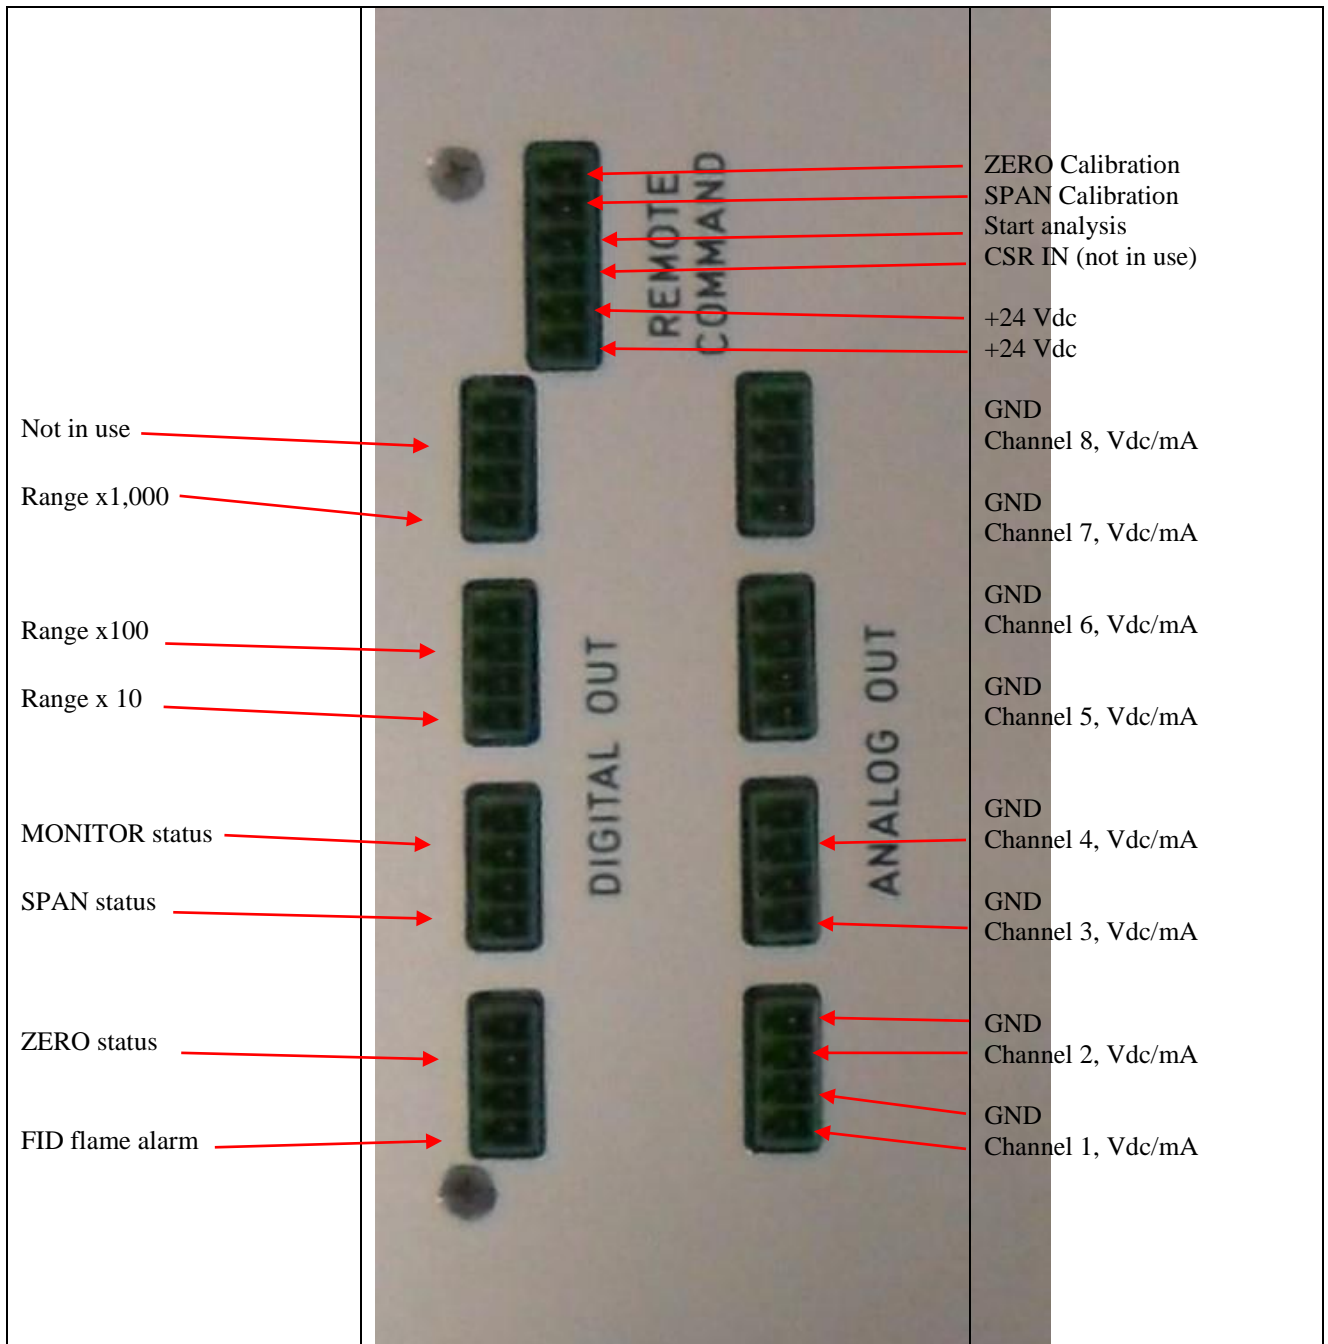 ZERO Calibration
SPAN Calibration
Start analysis
CSR IN (not in use)
+24 Vdc
+24 Vdc
REMOTE
COMMAND
Not in use
Range x1,000
Range x100
Range x 10
MONITOR status
SPAN status
ZERO status
FID flame alarm
DIGITAL OUT
ANALOG OUT
GND
Channel 8, Vdc/mA
GND
Channel 7, Vdc/mA
GND
Channel 6, Vdc/mA
GND
Channel 5, Vdc/mA
GND
Channel 4, Vdc/mA
GND
Channel 3, Vdc/mA
GND
Channel 2, Vdc/mA
GND
Channel 1, Vdc/mA